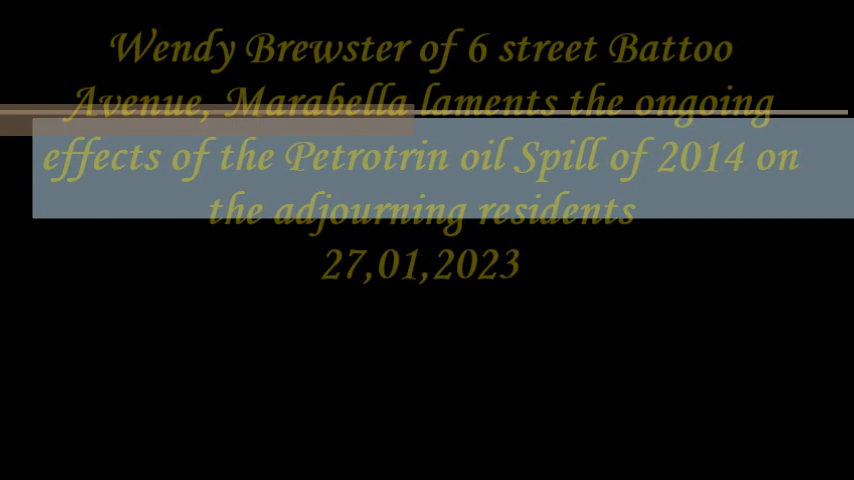 Wendy Brewster of 6 street Battoo
Avenue, Marabella laments the ongoing
effects of the Petrotrin oil Spill of 2014 on
the adjourning residents
27,01,2023